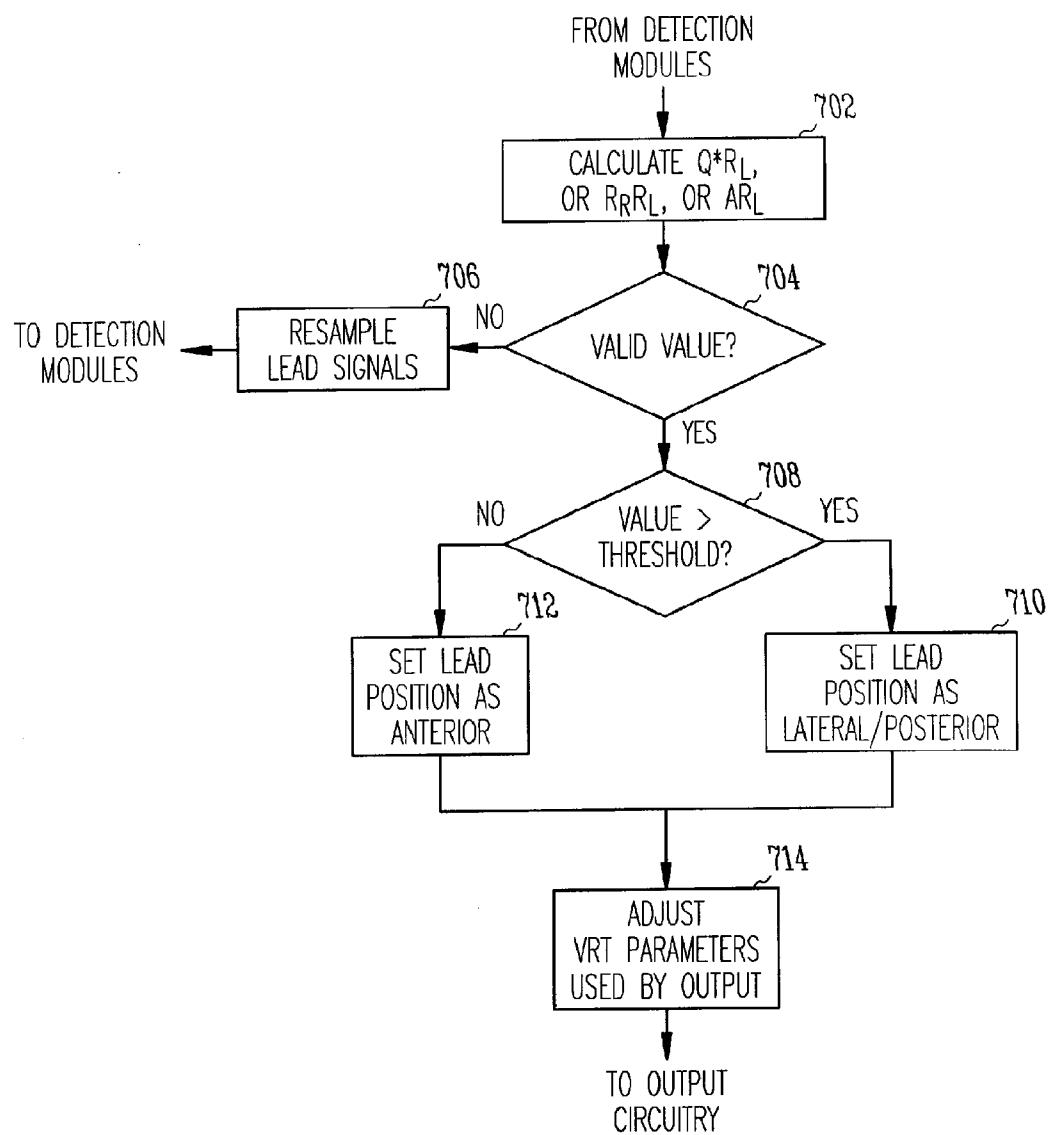 FROM DETECTION
MODULES
702
CALCULATE Q*RL,
OR RRRL, OR ARL
706
704
NO
TO DETECTION
MODULES
RESAMPLE
LEAD SIGNALS
VALID VALUE?
YES
708
NO
VALUE >
THRESHOLD?
YES
712
710
SET LEAD
POSITION AS
ANTERIOR
SET LEAD
POSITION AS
LATERAL/POSTERIOR
714
ADJUST
VRT PARAMETERS
USED BY OUTPUT
TO OUTPUT
CIRCUITRY